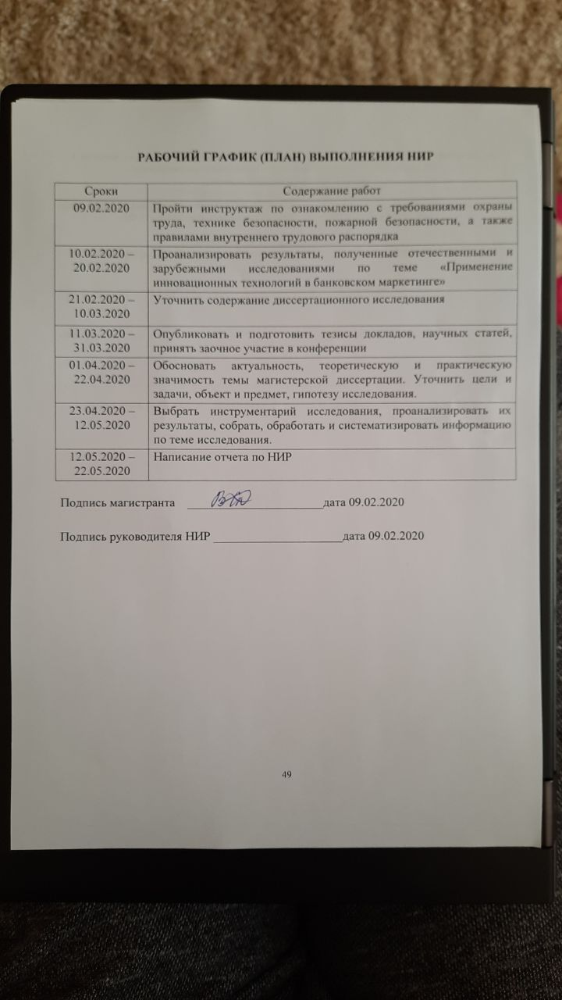 РАБОЧИЙ ГРАФИК (ПЛАН) ВЫПОЛНЕНИЯ НИР
Сроки Содержание работ
09.02.2020 Пройти инструктаж по ознакомлению с требованиями охраны
труда, технике безопасности, пожарной безопасности, а также
правилами внутреннего трудового распорядка
10.02.2020 – Проанализировать результаты, полученные отечественными и
20.02.2020 зарубежными исследованиями по теме «Применение
инновационных технологий в банковском маркетинге»
21.02.2020 – Уточнить содержание диссертационного исследования
10.03.2020
11.03.2020 – Опубликовать и подготовить тезисы докладов, научных статей,
31.03.2020 принять заочное участие в конференции
01.04.2020 – Обосновать актуальность, теоретическую и практическую
22.04.2020 значимость темы магистерской диссертации. Уточнить цели и
задачи, объект и предмет, гипотезу исследования.
23.04.2020 – Выбрать инструментарий исследования, проанализировать их
12.05.2020 результаты, собрать, обработать и систематизировать информацию
по теме исследования.
12.05.2020 – Написание отчета по НИР
22.05.2020
Подпись магистранта дата 09.02.2020
Подпись руководителя НИР дата 09.02.2020
49